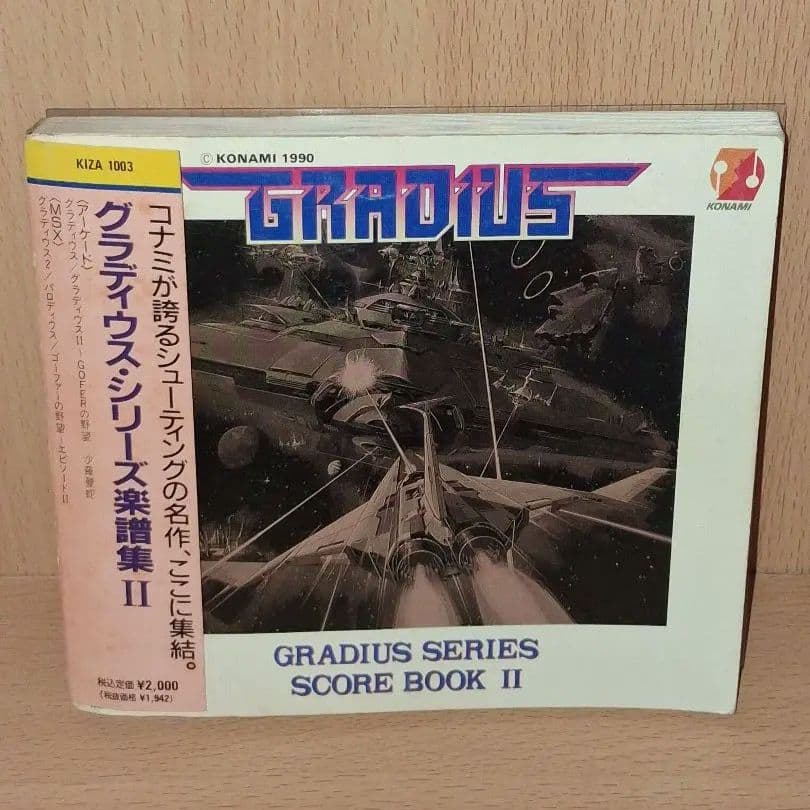 KIZA 1003
コナミが誇るシューティングの名作、ここに集結。
グラディウス・シリーズ楽譜集 II
〈アーケード〉
グラディウス/グラディウスII−GOFERの野望 沙羅曼蛇
〈MSX〉
グラディウス2/パロディウス/ゴーファーの野望−エピソードII
税込定価 ¥2,000
(税抜価格 ¥1,942)
© KONAMI 1990
GRADIUS
KONAMI
GRADIUS SERIES
SCORE BOOK II